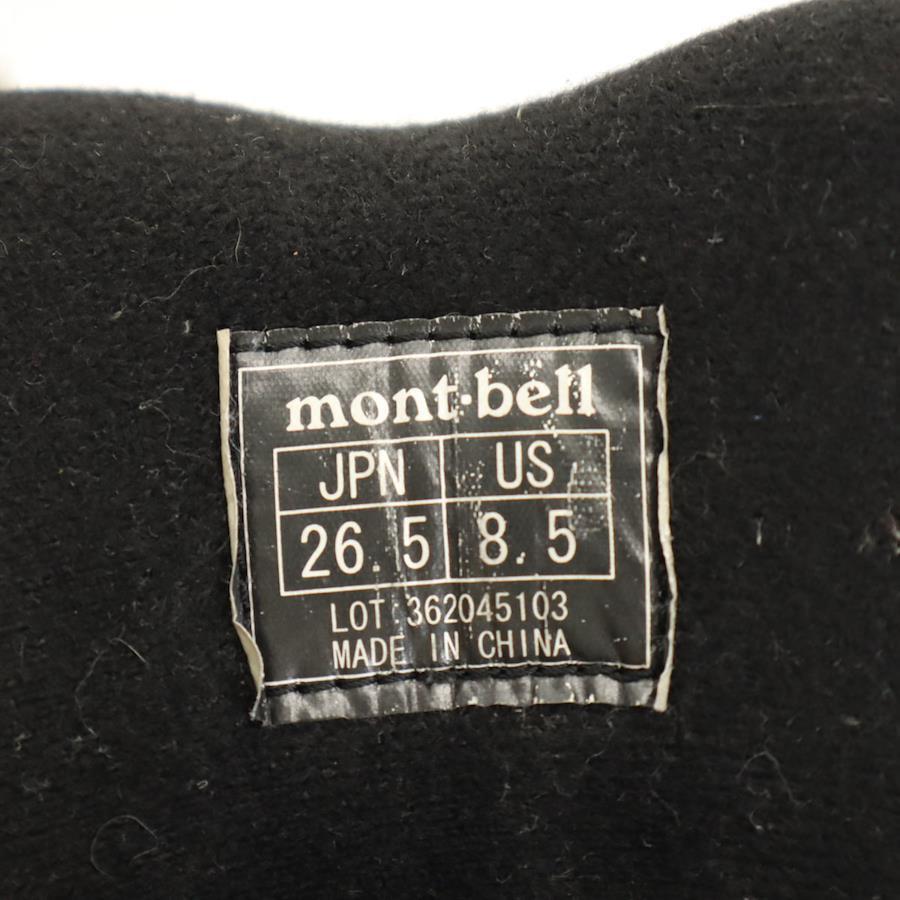 mont·bell
JPN US
26.5 8.5
LOT 362045103
MADE IN CHINA